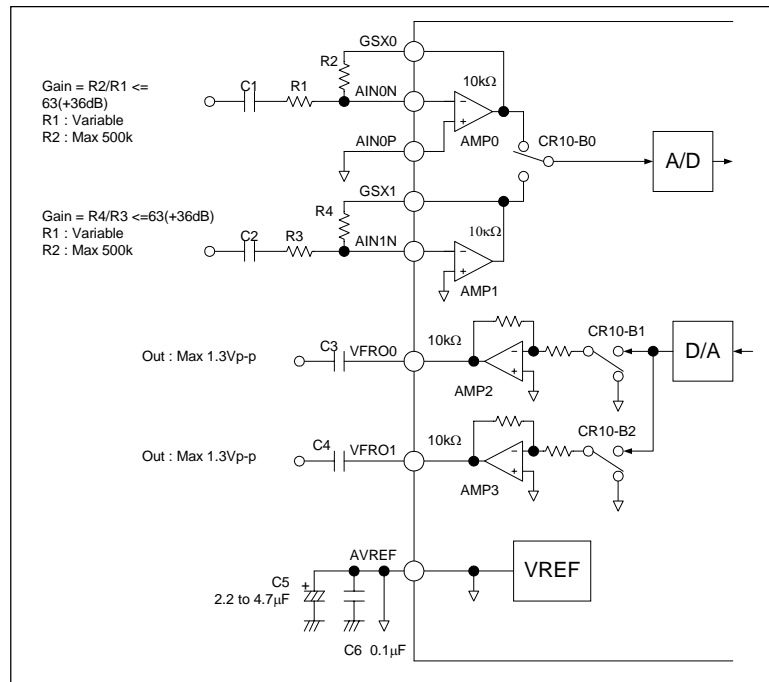 GSX0
R2
10kΩ
Gain = R2/R1 <=
63(+36dB)
R1 : Variable
R2 : Max 500k
C1
R1
AIN0N
AIN0P
AMP0
CR10-B0
A/D
GSX1
Gain = R4/R3 <=63(+36dB)
R1 : Variable
R2 : Max 500k
R4
C2
R3
AIN1N
10κΩ
AMP1
Out : Max 1.3Vp-p
C3
VFRO0
10kΩ
AMP2
CR10-B1
D/A
Out : Max 1.3Vp-p
C4
VFRO1
10kΩ
AMP3
CR10-B2
AVREF
VREF
C5
2.2 to 4.7µF
C6 0.1µF